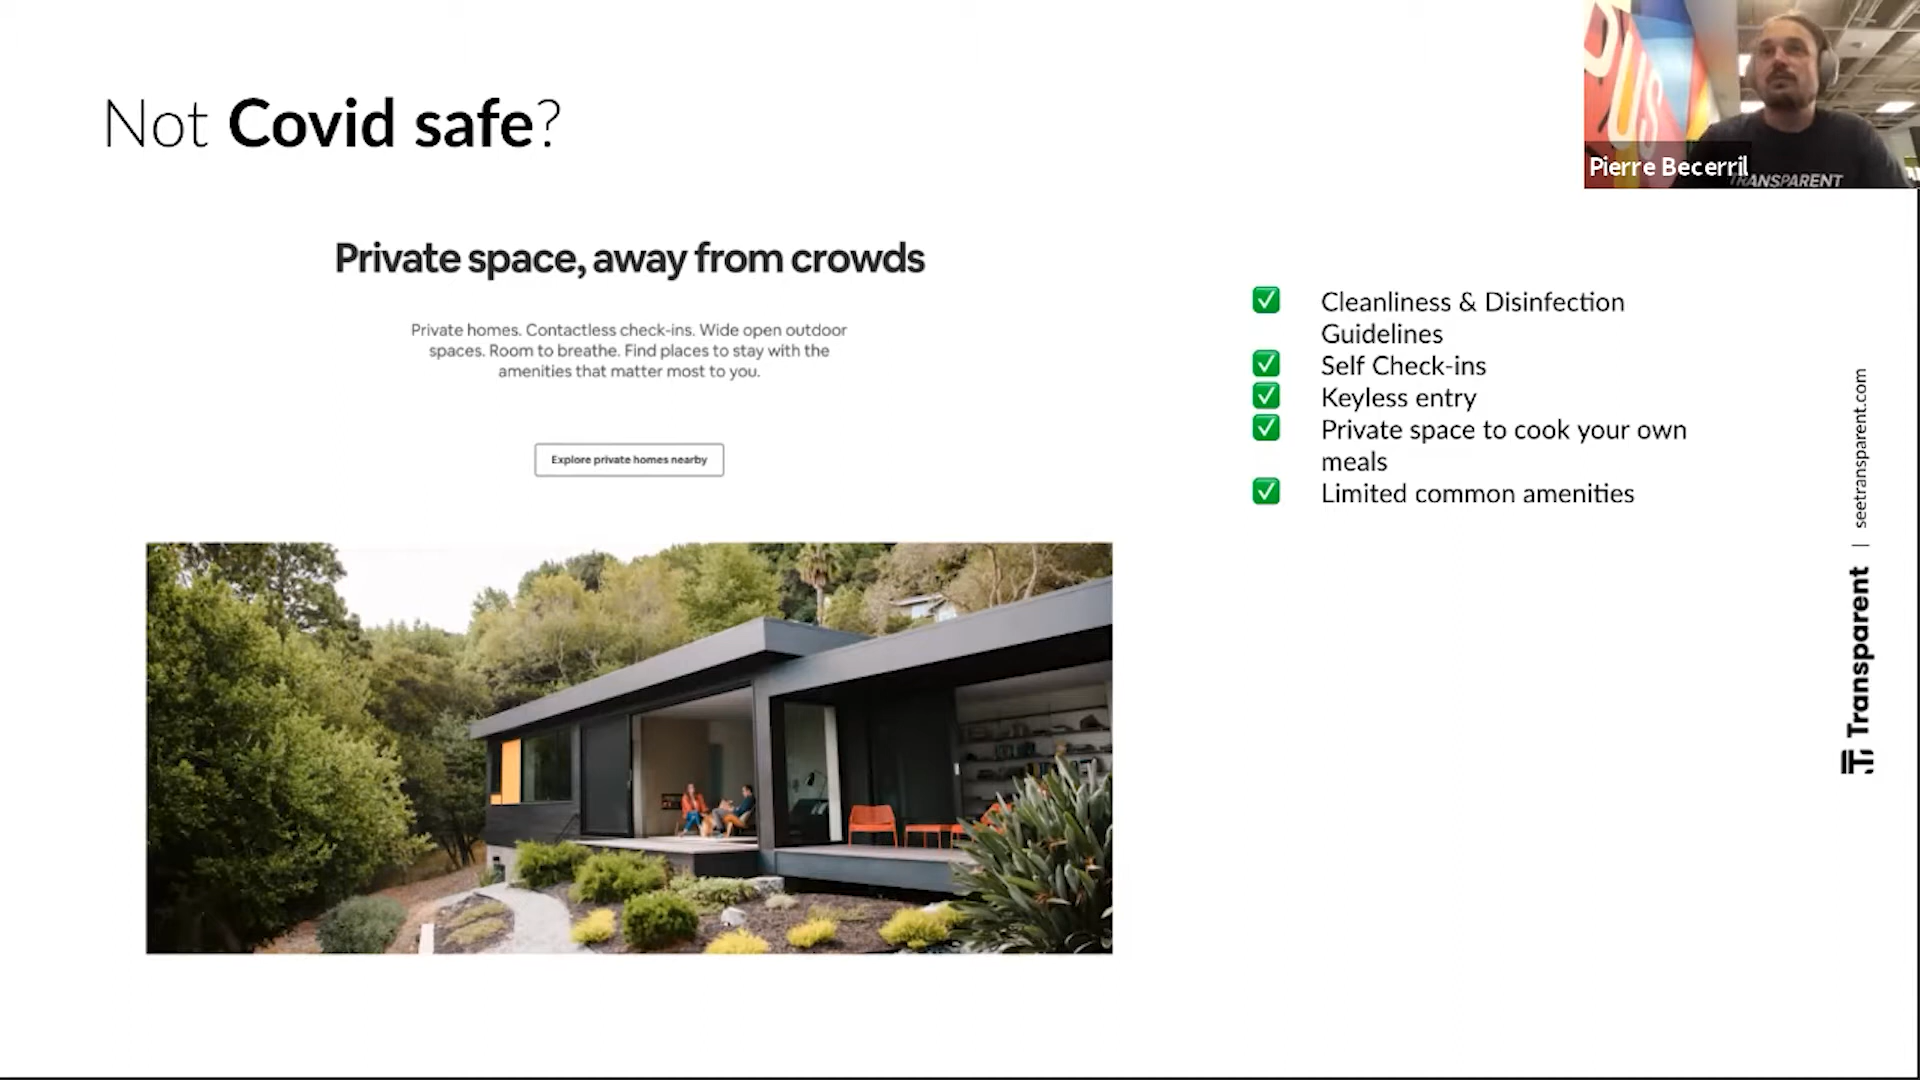 Not Covid safe?
Pierre Becerril
TRANSPARENT
Private space, away from crowds
Private homes. Contactless check-ins. Wide open outdoor
spaces. Room to breathe. Find places to stay with the
amenities that matter most to you.
Explore private homes nearby
Cleanliness & Disinfection
Guidelines
Self Check-ins
Keyless entry
Private space to cook your own
meals
Limited common amenities
Transparent | seetransparent.com